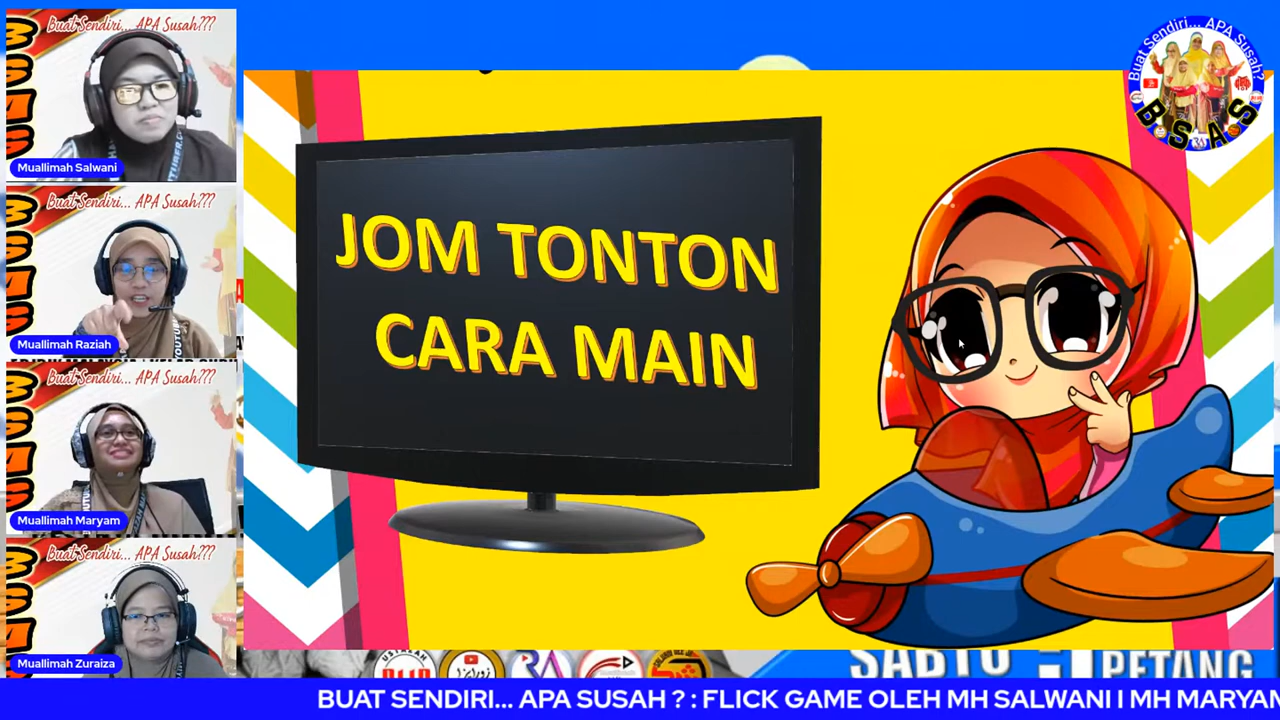 Buat Sendiri... APA Susah???
Muallimah Salwani
Buat Sendiri... APA Susah???
Muallimah Raziah
Buat Sendiri... APA Susah???
Muallimah Maryam
Buat Sendiri... APA Susah???
Muallimah Zuraiza
JOM TONTON
CARA MAIN
Buat Sendiri... APA Susah?
BSAS
SABTU
PETANG
BUAT SENDIRI... APA SUSAH ? : FLICK GAME OLEH MH SALWANI I MH MARYAM